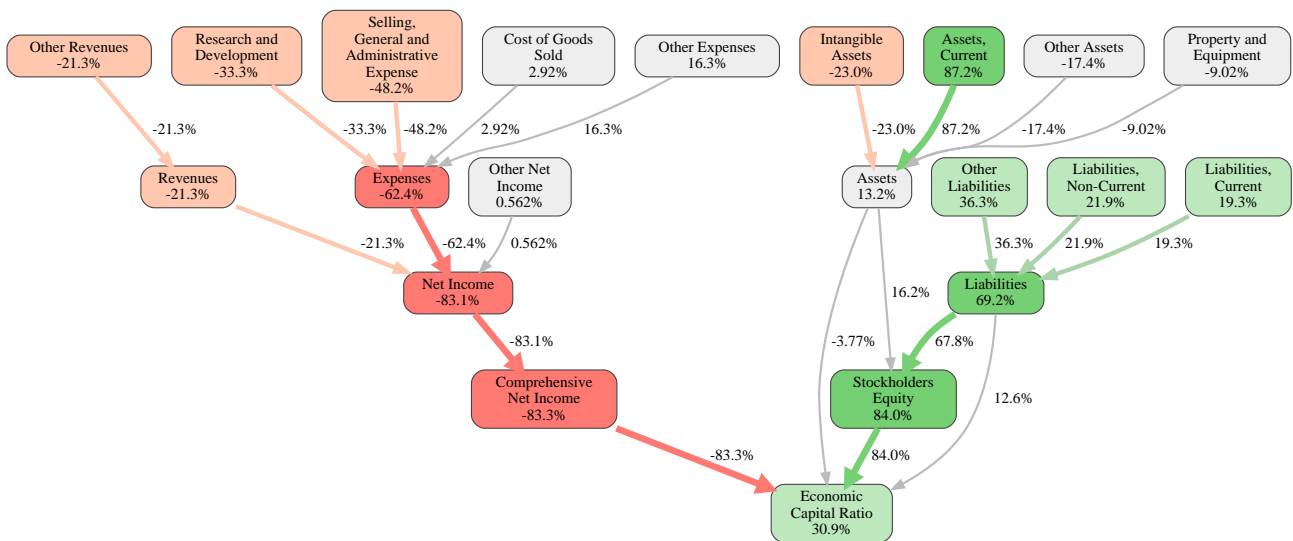 Other Revenues
-21.3%
Research and
Development
-33.3%
Selling,
General and
Administrative
Expense
-48.2%
Cost of Goods
Sold
2.92%
Other Expenses
16.3%
Intangible
Assets
-23.0%
Assets,
Current
87.2%
Other Assets
-17.4%
Property and
Equipment
-9.02%
-21.3%
-33.3%
-48.2%
2.92%
16.3%
-23.0%
87.2%
-17.4%
-9.02%
Revenues
-21.3%
Expenses
-62.4%
Other Net
Income
0.562%
Assets
13.2%
Other
Liabilities
36.3%
Liabilities,
Non-Current
21.9%
Liabilities,
Current
19.3%
-21.3%
-62.4%
0.562%
36.3%
21.9%
19.3%
Net Income
-83.1%
16.2%
Liabilities
69.2%
-83.1%
-3.77%
67.8%
Comprehensive
Net Income
-83.3%
Stockholders
Equity
84.0%
12.6%
-83.3%
84.0%
Economic
Capital Ratio
30.9%